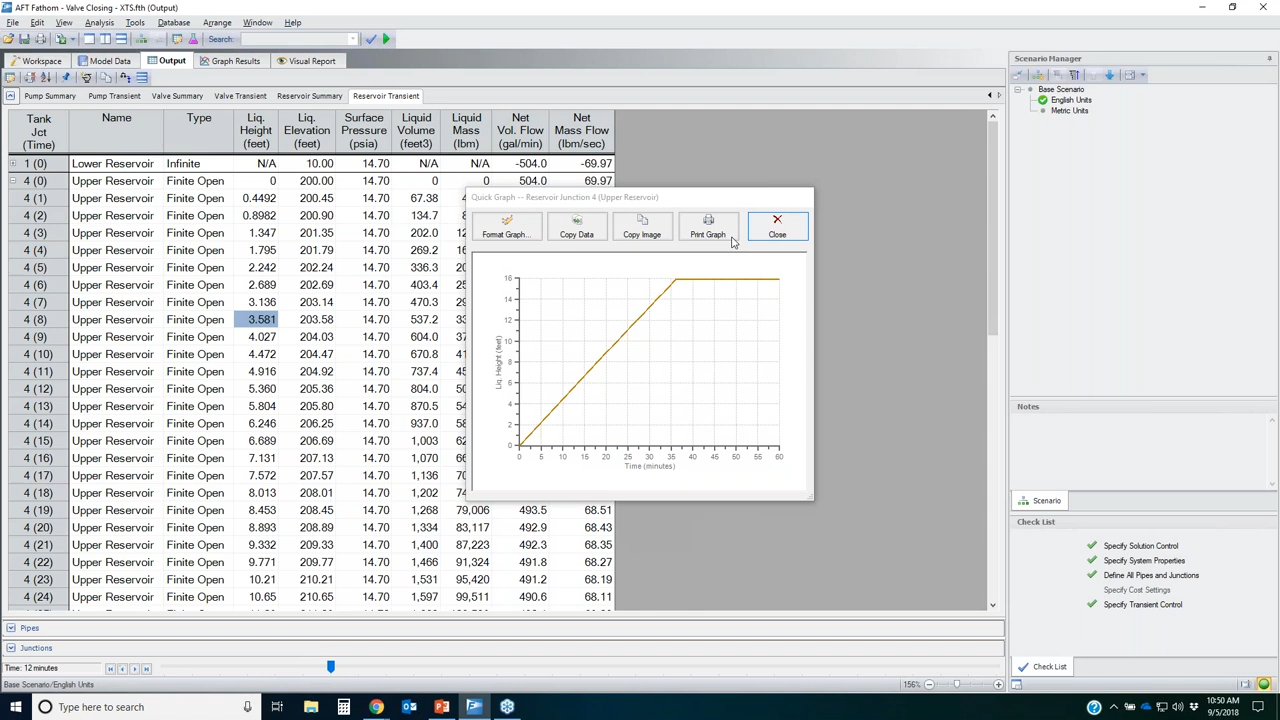 AFT Fathom - Valve Closing - XTS.fth (Output)
File Edit View Analysis Tools Database Arrange Window Help
Search:
Workspace Model Data Output Graph Results Visual Report
Pump Summary Pump Transient Valve Summary Valve Transient Reservoir Summary Reservoir Transient
Tank Jct (Time) Name Type Liq. Height (feet) Liq. Elevation (feet) Surface Pressure (psia) Liquid Volume (feet3) Liquid Mass (lbm) Net Vol. Flow (gal/min) Net Mass Flow (lbm/sec)
1 (0) Lower Reservoir Infinite N/A 10.00 14.70 N/A N/A -504.0 -69.97
4 (0) Upper Reservoir Finite Open 0 200.00 14.70 0 0 504.0 69.97
4 (1) Upper Reservoir Finite Open 0.4492 200.45 14.70 67.38
4 (2) Upper Reservoir Finite Open 0.8982 200.90 14.70 134.7
4 (3) Upper Reservoir Finite Open 1.347 201.35 14.70 202.0
4 (4) Upper Reservoir Finite Open 1.795 201.79 14.70 269.2
4 (5) Upper Reservoir Finite Open 2.242 202.24 14.70 336.3
4 (6) Upper Reservoir Finite Open 2.689 202.69 14.70 403.4
4 (7) Upper Reservoir Finite Open 3.136 203.14 14.70 470.3
4 (8) Upper Reservoir Finite Open 3.581 203.58 14.70 537.2
4 (9) Upper Reservoir Finite Open 4.027 204.03 14.70 604.0
4 (10) Upper Reservoir Finite Open 4.472 204.47 14.70 670.8
4 (11) Upper Reservoir Finite Open 4.916 204.92 14.70 737.4
4 (12) Upper Reservoir Finite Open 5.360 205.36 14.70 804.0
4 (13) Upper Reservoir Finite Open 5.804 205.80 14.70 870.5
4 (14) Upper Reservoir Finite Open 6.246 206.25 14.70 937.0
4 (15) Upper Reservoir Finite Open 6.689 206.69 14.70 1,003
4 (16) Upper Reservoir Finite Open 7.131 207.13 14.70 1,070
4 (17) Upper Reservoir Finite Open 7.572 207.57 14.70 1,136
4 (18) Upper Reservoir Finite Open 8.013 208.01 14.70 1,202
4 (19) Upper Reservoir Finite Open 8.453 208.45 14.70 1,268 79,006 493.5 68.51
4 (20) Upper Reservoir Finite Open 8.893 208.89 14.70 1,334 83,117 492.9 68.43
4 (21) Upper Reservoir Finite Open 9.332 209.33 14.70 1,400 87,223 492.3 68.35
4 (22) Upper Reservoir Finite Open 9.771 209.77 14.70 1,466 91,324 491.8 68.27
4 (23) Upper Reservoir Finite Open 10.21 210.21 14.70 1,531 95,420 491.2 68.19
4 (24) Upper Reservoir Finite Open 10.65 210.65 14.70 1,597 99,511 490.6 68.11
Quick Graph -- Reservoir Junction 4 (Upper Reservoir)
Format Graph... Copy Data Copy Image Print Graph Close
Liq. Height (feet)
16
14
12
10
8
6
4
2
0
0 5 10 15 20 25 30 35 40 45 50 55 60
Time (minutes)
Pipes
Junctions
Time: 12 minutes
Base Scenario/English Units
156%
Scenario Manager
Base Scenario
English Units
Metric Units
Notes
Scenario
Check List
Specify Solution Control
Specify System Properties
Define All Pipes and Junctions
Specify Cost Settings
Specify Transient Control
Check List
Type here to search
10:50 AM
9/5/2018